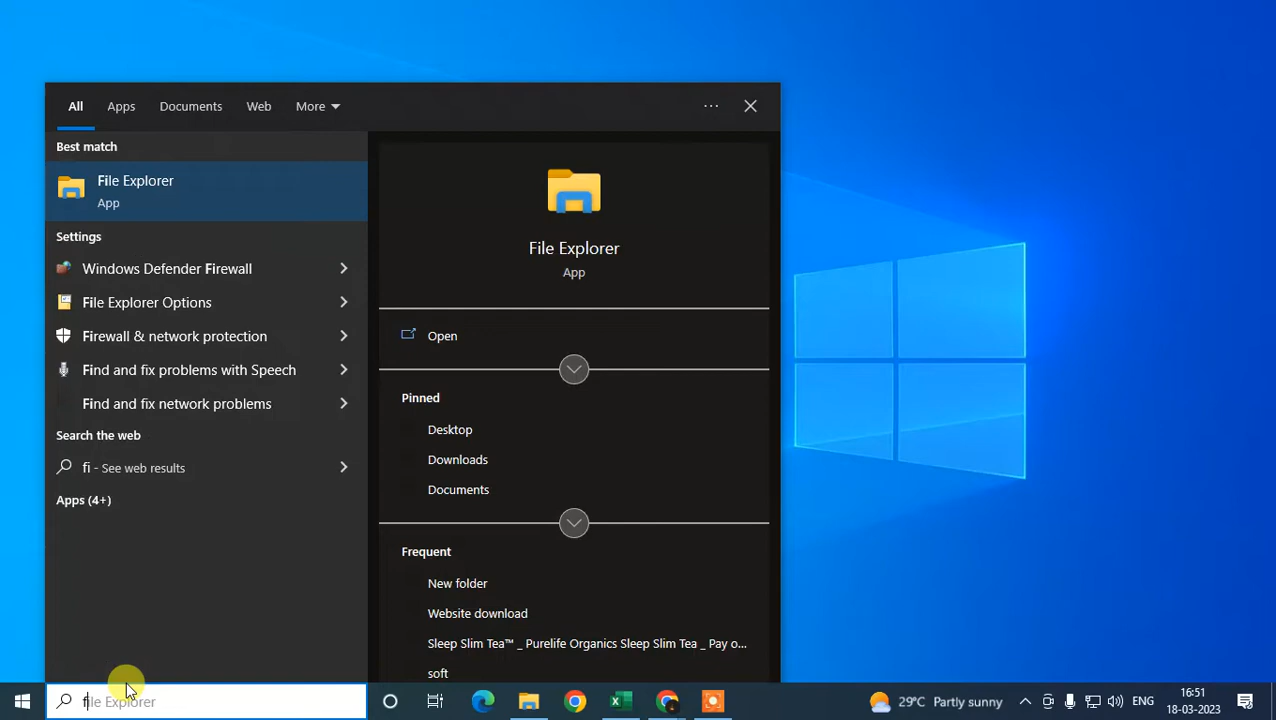 All Apps Documents Web More
Best match
File Explorer
App
Settings
Windows Defender Firewall
File Explorer Options
Firewall & network protection
Find and fix problems with Speech
Find and fix network problems
Search the web
fi - See web results
Apps (4+)
File Explorer
App
Open
Pinned
Desktop
Downloads
Documents
Frequent
New folder
Website download
Sleep Slim Tea™ _ Purelife Organics Sleep Slim Tea _ Pay o...
soft
file Explorer
29°C Partly sunny
ENG
16:51
18-03-2023